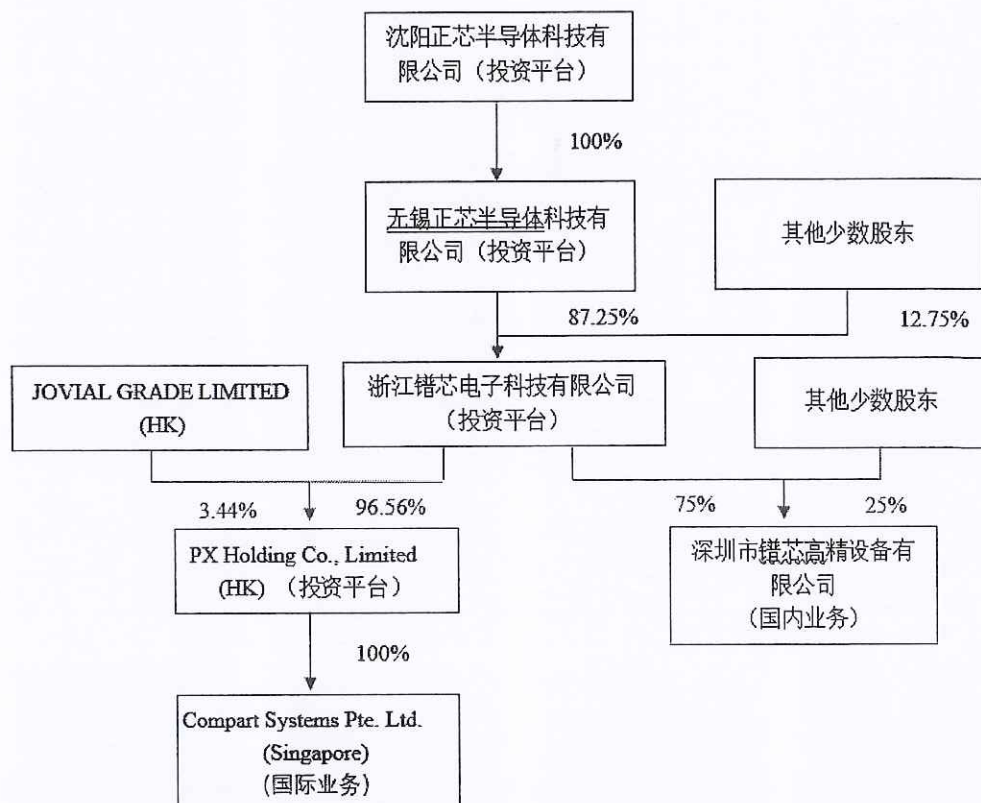 沈阳正芯半导体科技有
限公司（投资平台）
100%
无锡正芯半导体科技有
限公司（投资平台）
其他少数股东
87.25%
12.75%
JOVIAL GRADE LIMITED
(HK)
浙江镨芯电子科技有限公司
（投资平台）
其他少数股东
3.44%
96.56%
75%
25%
PX Holding Co., Limited
(HK)（投资平台）
深圳市镨芯高精设备有
限公司
（国内业务）
100%
Compart Systems Pte. Ltd.
(Singapore)
（国际业务）